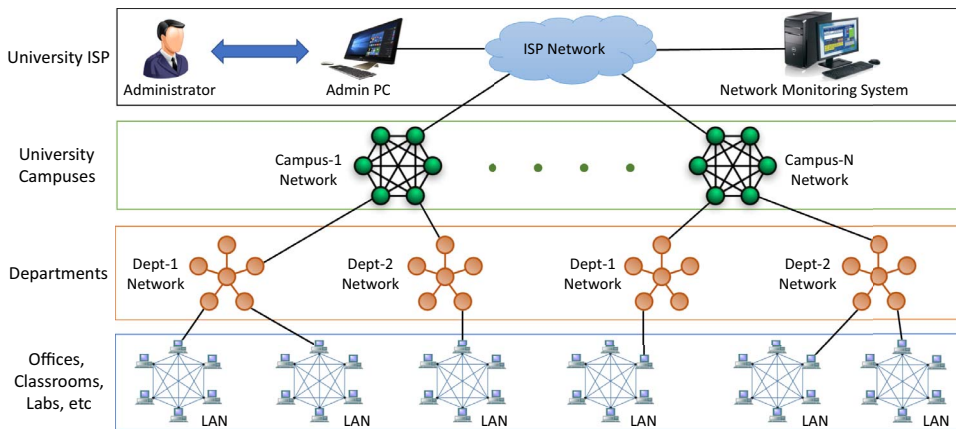 University ISP
Administrator
Admin PC
ISP Network
Network Monitoring System
University
Campuses
Campus-1
Network
Campus-N
Network
Departments
Dept-1
Network
Dept-2
Network
Dept-1
Network
Dept-2
Network
Offices,
Classrooms,
Labs, etc
LAN
LAN
LAN
LAN
LAN
LAN